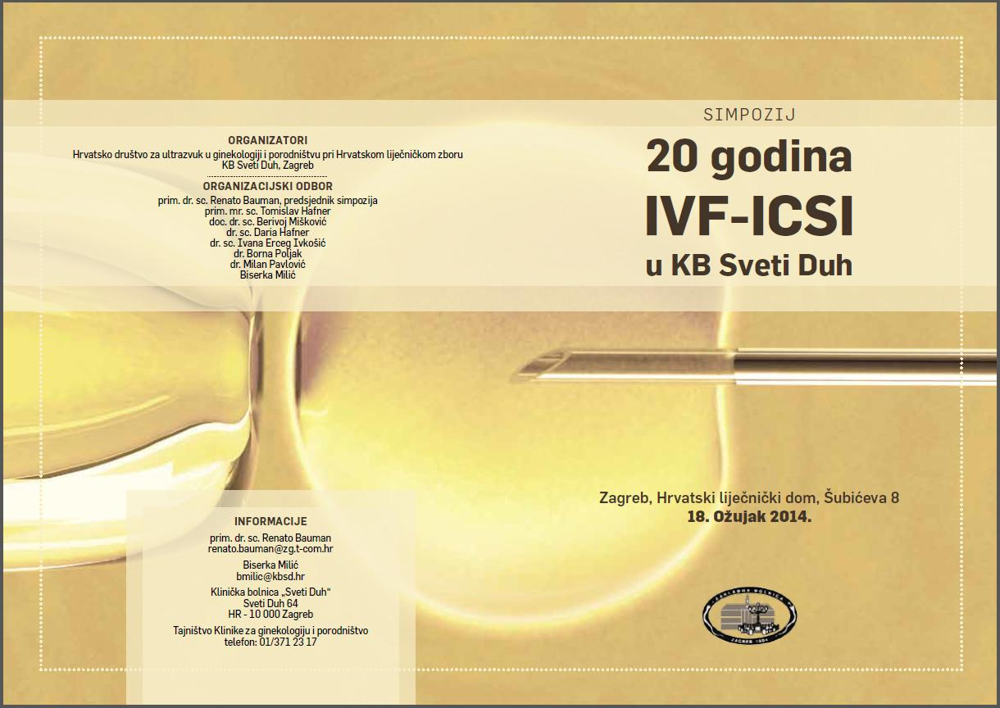 ORGANIZATORI
Hrvatsko društvo za ultrazvuk u ginekologiji i porodništvu pri Hrvatskom liječničkom zboru
KB Sveti Duh, Zagreb
ORGANIZACIJSKI ODBOR
prim. dr. sc. Renato Bauman, predsjednik simpozija
prim. mr. sc. Tomislav Hafner
doc. dr. sc. Berivoj Mišković
dr. sc. Daria Hafner
dr. sc. Ivana Erceg Ivkošić
dr. Borna Poljak
dr. Milan Pavlović
Biserka Milić
INFORMACIJE
prim. dr. sc. Renato Bauman
renato.bauman@zg.t-com.hr
Biserka Milić
bmilic@kbsd.hr
Klinička bolnica „Sveti Duh“
Sveti Duh 64
HR - 10 000 Zagreb
Tajništvo Klinike za ginekologiju i porodništvo
telefon: 01/371 23 17
SIMPOZIJ
20 godina
IVF-ICSI
u KB Sveti Duh
Zagreb, Hrvatski liječnički dom, Šubićeva 8
18. Ožujak 2014.
ZAKLADNA BOLNICA
ZAGREB 1804